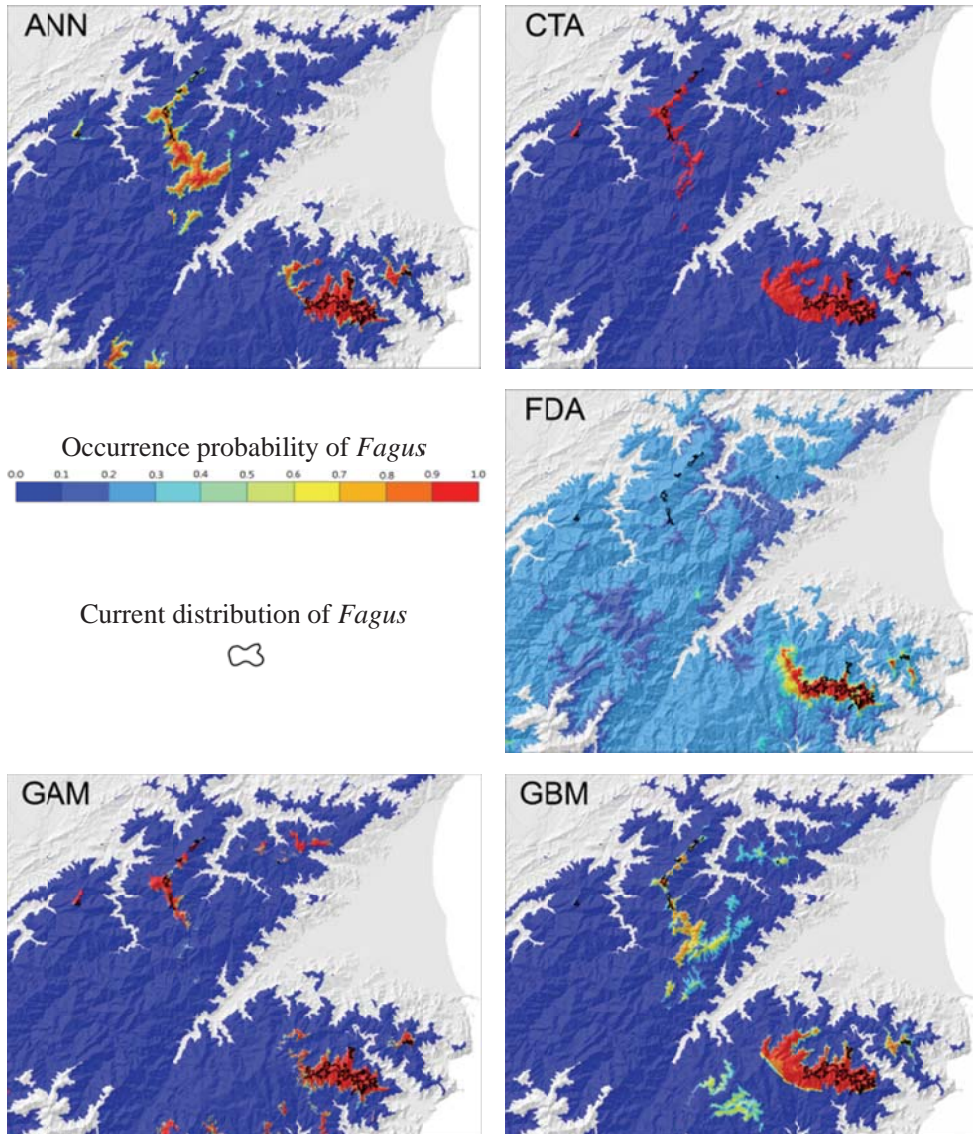 ANN
CTA
Occurrence probability of Fagus
0.0 0.1 0.2 0.3 0.4 0.5 0.6 0.7 0.8 0.9 1.0
FDA
Current distribution of Fagus
GAM
GBM